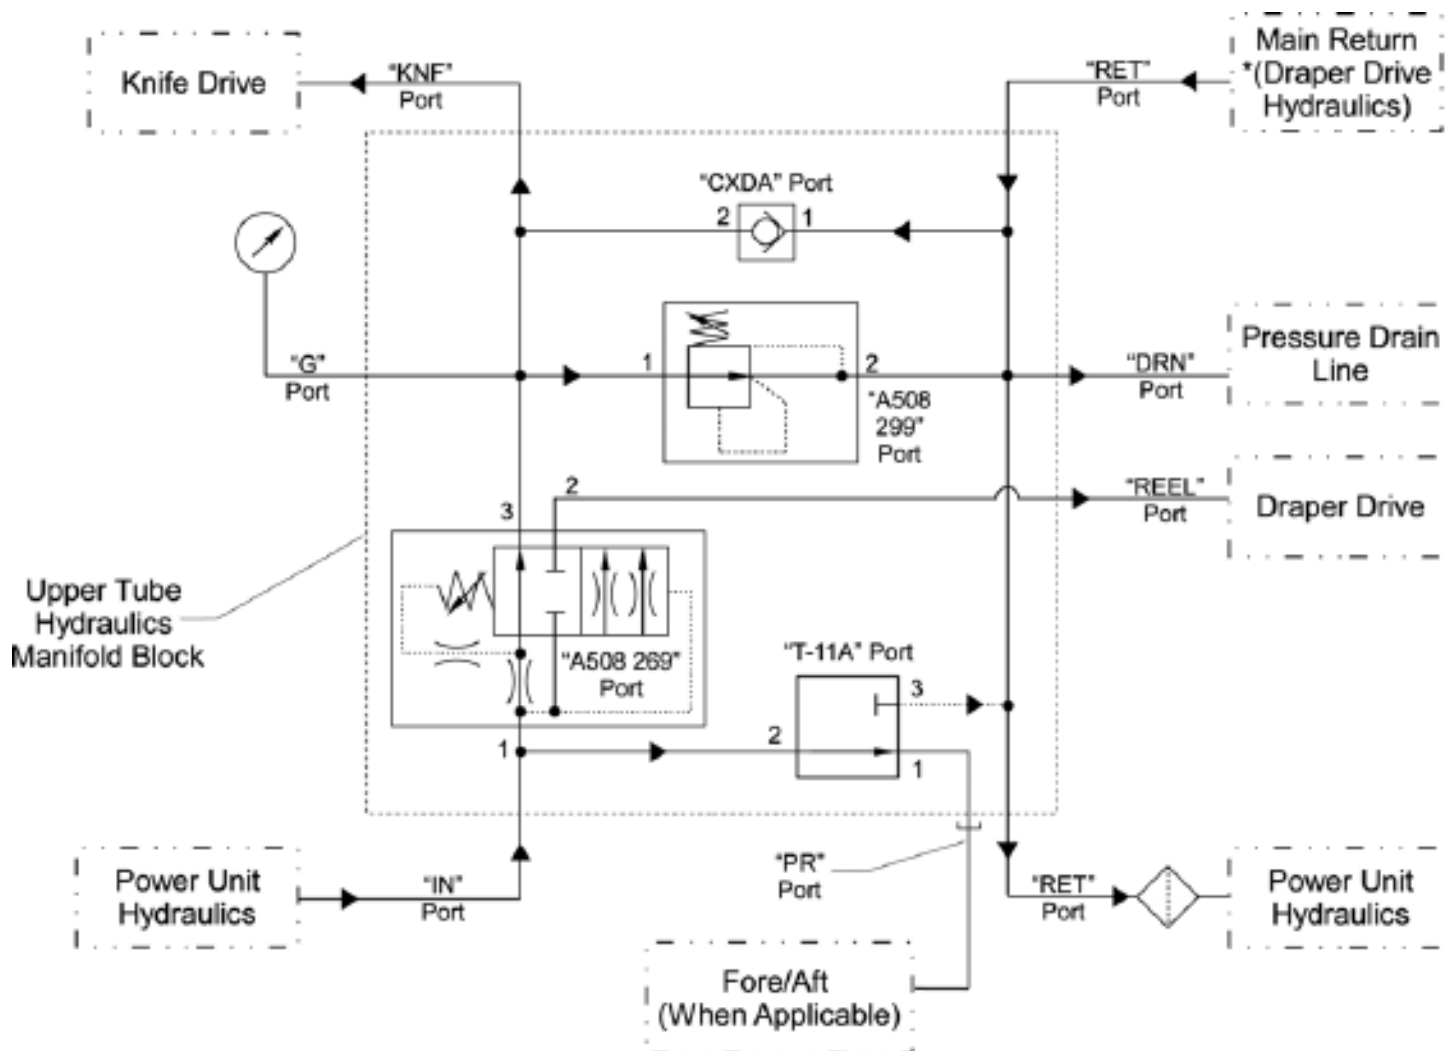 Knife Drive
"KNF"
Port
"RET"
Port
Main Return
*(Draper Drive
Hydraulics)
"CXDA" Port
2
1
"G"
Port
1
2
"A508
299"
Port
"DRN"
Port
Pressure Drain
Line
2
3
"REEL"
Port
Draper Drive
Upper Tube
Hydraulics
Manifold Block
"A508 269"
Port
"T-11A" Port
3
2
1
1
Power Unit
Hydraulics
"IN"
Port
"PR"
Port
"RET"
Port
Power Unit
Hydraulics
Fore/Aft
(When Applicable)